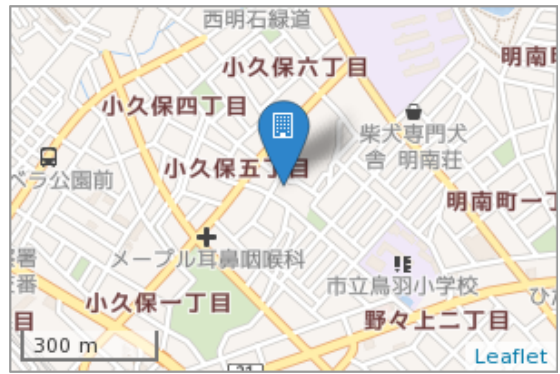 西明石緑道
明南町
小久保六丁目
小久保四丁目
柴犬専門犬
舎 明南荘
小久保五丁目
ベラ公園前
明南町一丁
メープル耳鼻咽喉科
市立鳥羽小学校
小久保一丁目
野々上二丁目
目
300 m
21
Leaflet